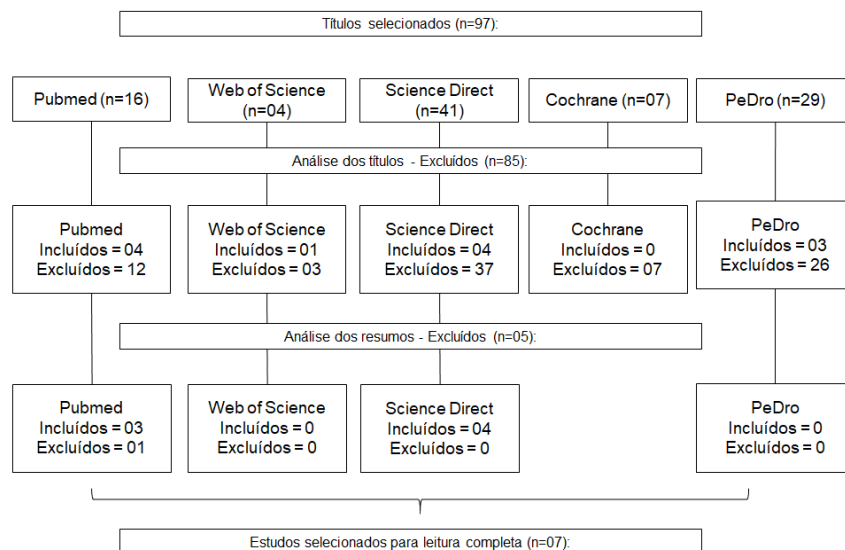 Títulos selecionados (n=97):
Pubmed (n=16)
Web of Science
(n=04)
Science Direct
(n=41)
Cochrane (n=07)
PeDro (n=29)
Análise dos títulos - Excluídos (n=85):
Pubmed
Incluídos = 04
Excluídos = 12
Web of Science
Incluídos = 01
Excluídos = 03
Science Direct
Incluídos = 04
Excluídos = 37
Cochrane
Incluídos = 0
Excluídos = 07
PeDro
Incluídos = 03
Excluídos = 26
Análise dos resumos - Excluídos (n=05):
Pubmed
Incluídos = 03
Excluídos = 01
Web of Science
Incluídos = 0
Excluídos = 0
Science Direct
Incluídos = 04
Excluídos = 0
PeDro
Incluídos = 0
Excluídos = 0
Estudos selecionados para leitura completa (n=07):